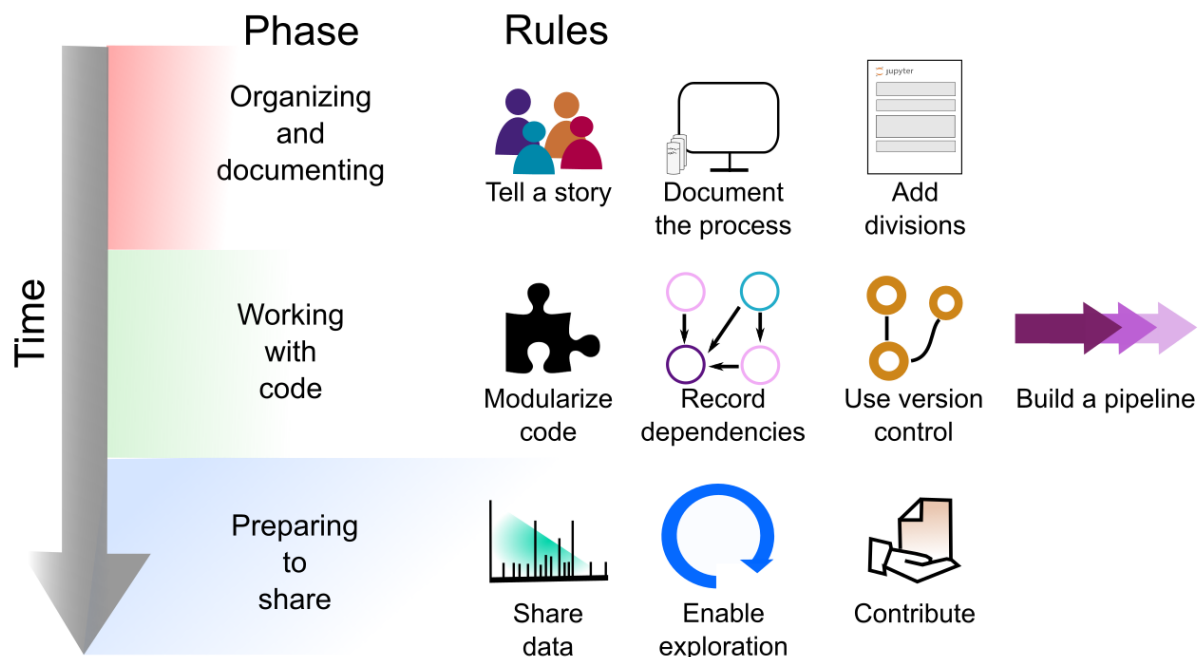 Phase
Rules
Time
Organizing
and
documenting
Tell a story
Document
the process
jupyter
Add
divisions
Working
with
code
Modularize
code
Record
dependencies
Use version
control
Build a pipeline
Preparing
to
share
Share
data
Enable
exploration
Contribute